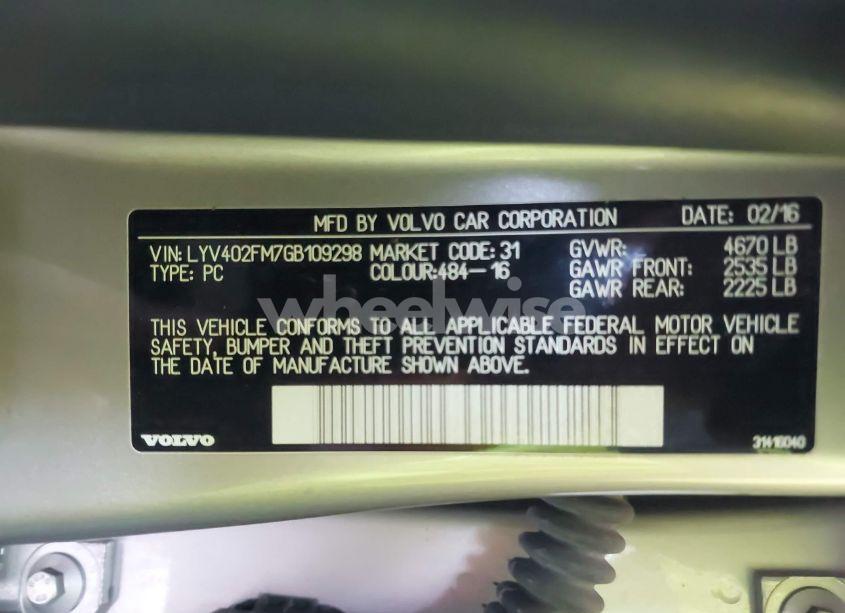 MFD BY VOLVO CAR CORPORATION DATE: 02/16
VIN: LYV402FM7GB109298 MARKET CODE: 31 GVWR: 4670 LB
TYPE: PC COLOUR:484-16 GAWR FRONT: 2535 LB
GAWR REAR: 2225 LB
wheelwise
THIS VEHICLE CONFORMS TO ALL APPLICABLE FEDERAL MOTOR VEHICLE
SAFETY, BUMPER AND THEFT PREVENTION STANDARDS IN EFFECT ON
THE DATE OF MANUFACTURE SHOWN ABOVE.
VOLVO 31416040